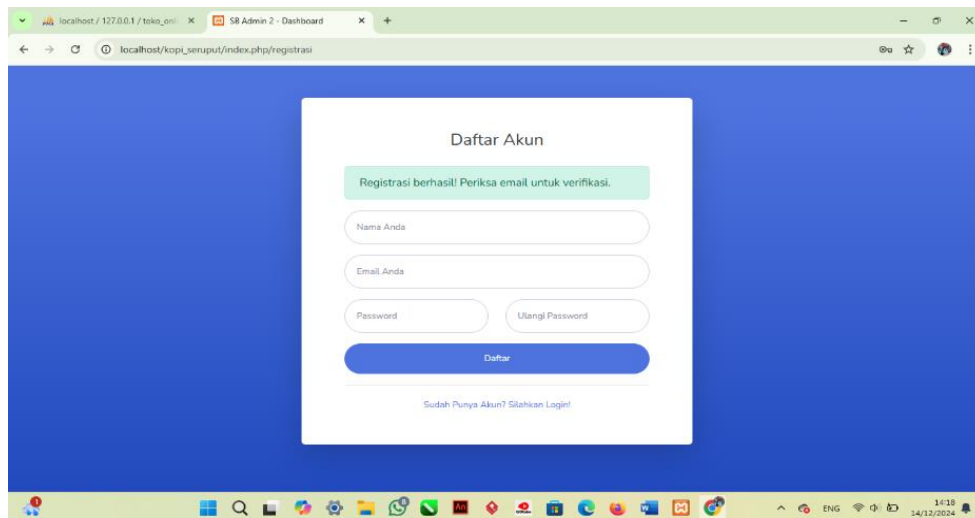 localhost / 127.0.0.1 / toko_onli
SB Admin 2 - Dashboard
localhost/kopi_seruput/index.php/registrasi
Daftar Akun
Registrasi berhasil! Periksa email untuk verifikasi.
Nama Anda
Email Anda
Password
Ulangi Password
Daftar
Sudah Punya Akun? Silahkan Login!
ENG
14:18
14/12/2024